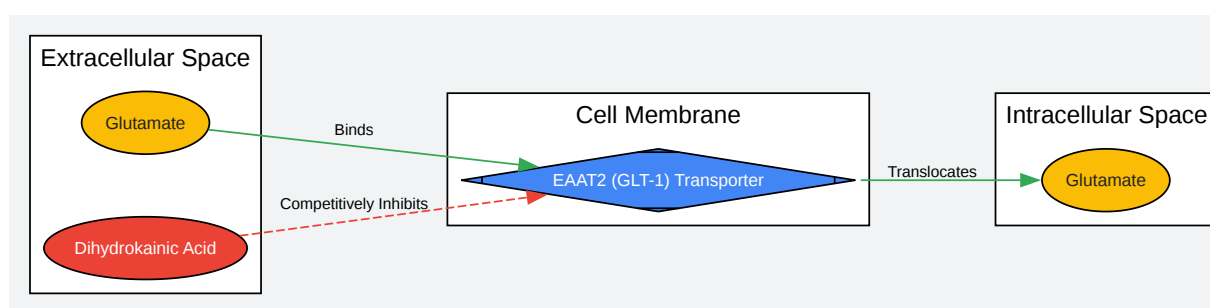 Extracellular Space
Glutamate
Dihydrokainic Acid
Binds
Competitively Inhibits
Cell Membrane
EAAT2 (GLT-1) Transporter
Translocates
Intracellular Space
Glutamate